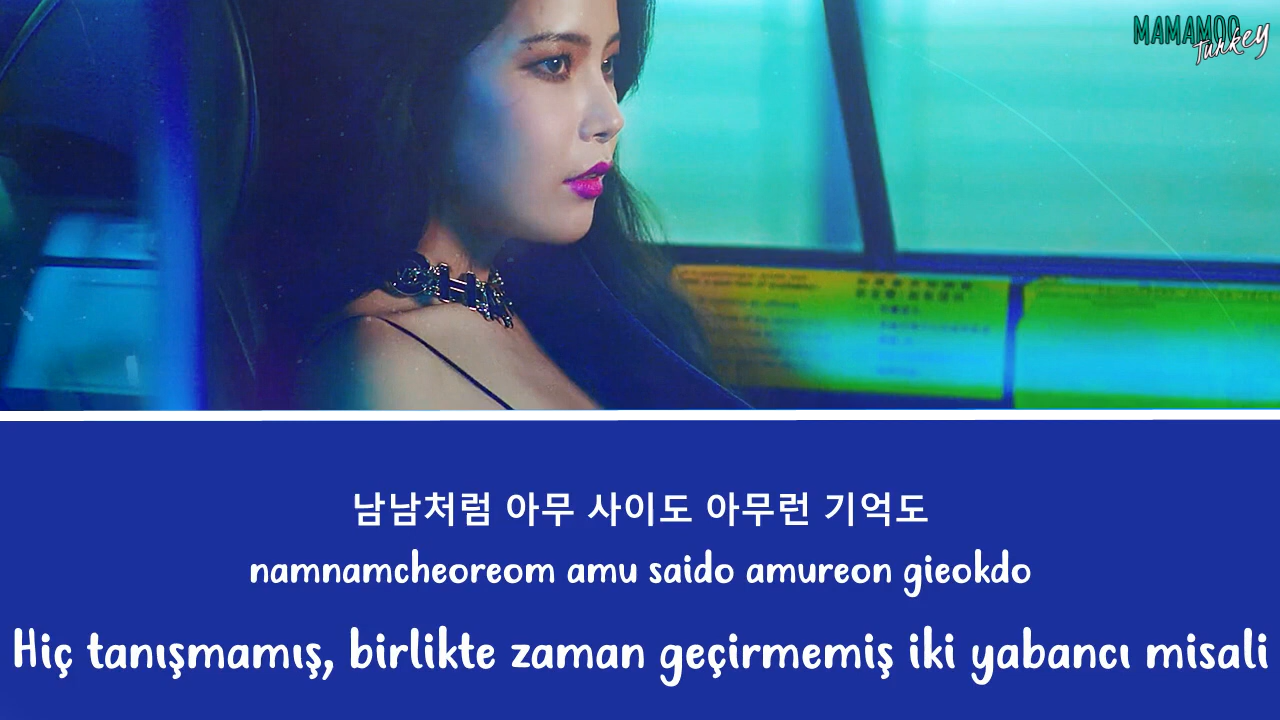 MAMAMOO
Turkey
남남처럼 아무 사이도 아무런 기억도
namnamcheoreom amu saido amureon gieokdo
Hiç tanışmamış, birlikte zaman geçirmemiş iki yabancı misali